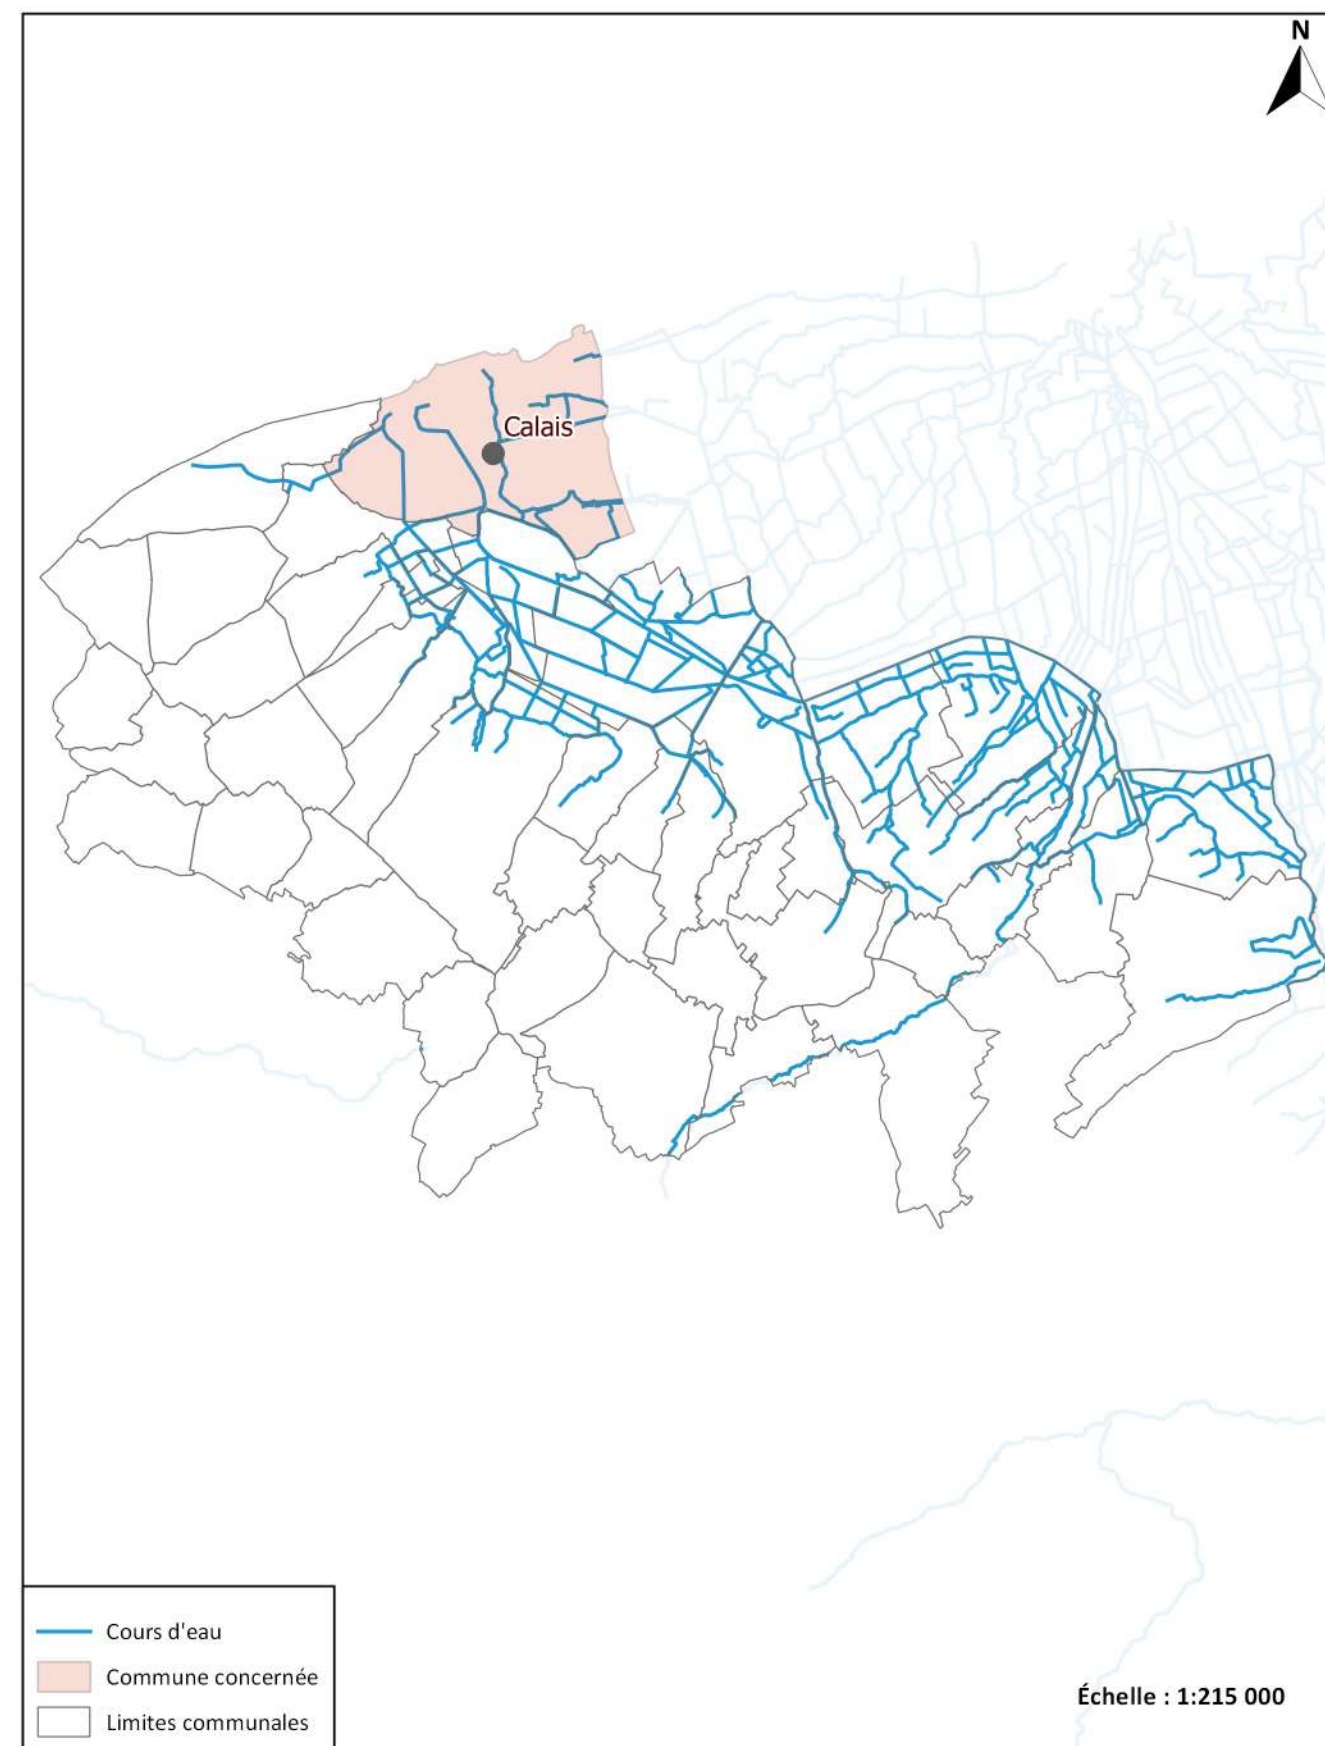 N
Calais
Cours d'eau
Commune concernée
Limites communales
Échelle : 1:215 000